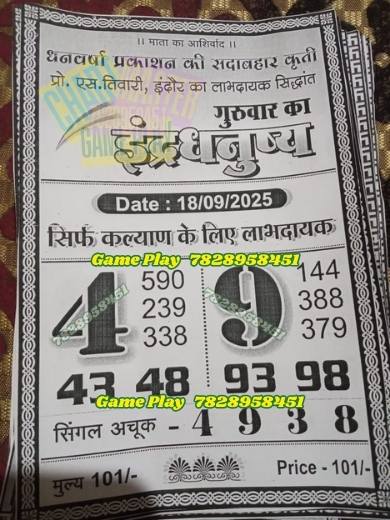 ।। माता का आशिर्वाद ।।
धनवर्षा प्रकाशन की सदाबहार कृती
प्रो. एस.तिवारी, इंदौर का लाभदायक सिद्धांत
गुरुवार का
इंद्रधनुष्य
Date : 18/09/2025
सिर्फ कल्याण के लिए लाभदायक
Game Play 7828958451
4 590 9 144
239 388
338 379
7828958451 7828958451
43 48 93 98
Game Play 7828958451
सिंगल अचूक - 4 9 3 8
मुल्य 101/- Price - 101/-